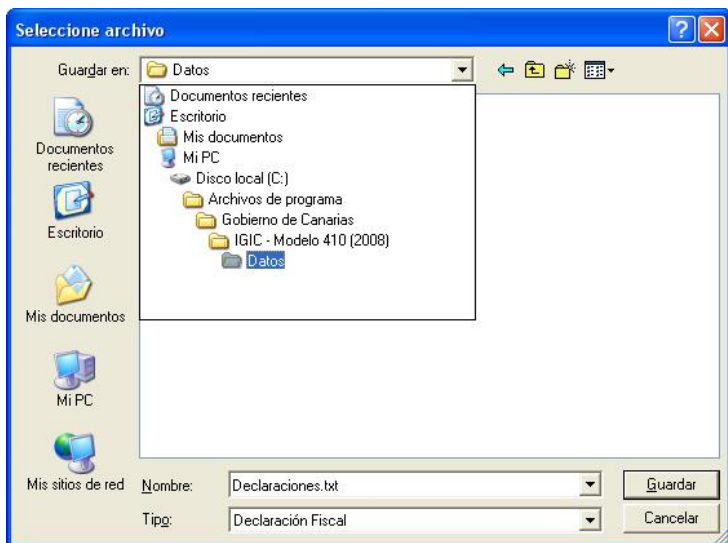 Seleccione archivo
Guardar en: Datos
Documentos recientes
Escritorio
Mis documentos
Mi PC
Disco local (C:)
Archivos de programa
Gobierno de Canarias
IGIC - Modelo 410 (2008)
Datos
Documentos
recientes
Escritorio
Mis documentos
Mi PC
Mis sitios de red
Nombre: Declaraciones.txt Guardar
Tipo: Declaración Fiscal Cancelar